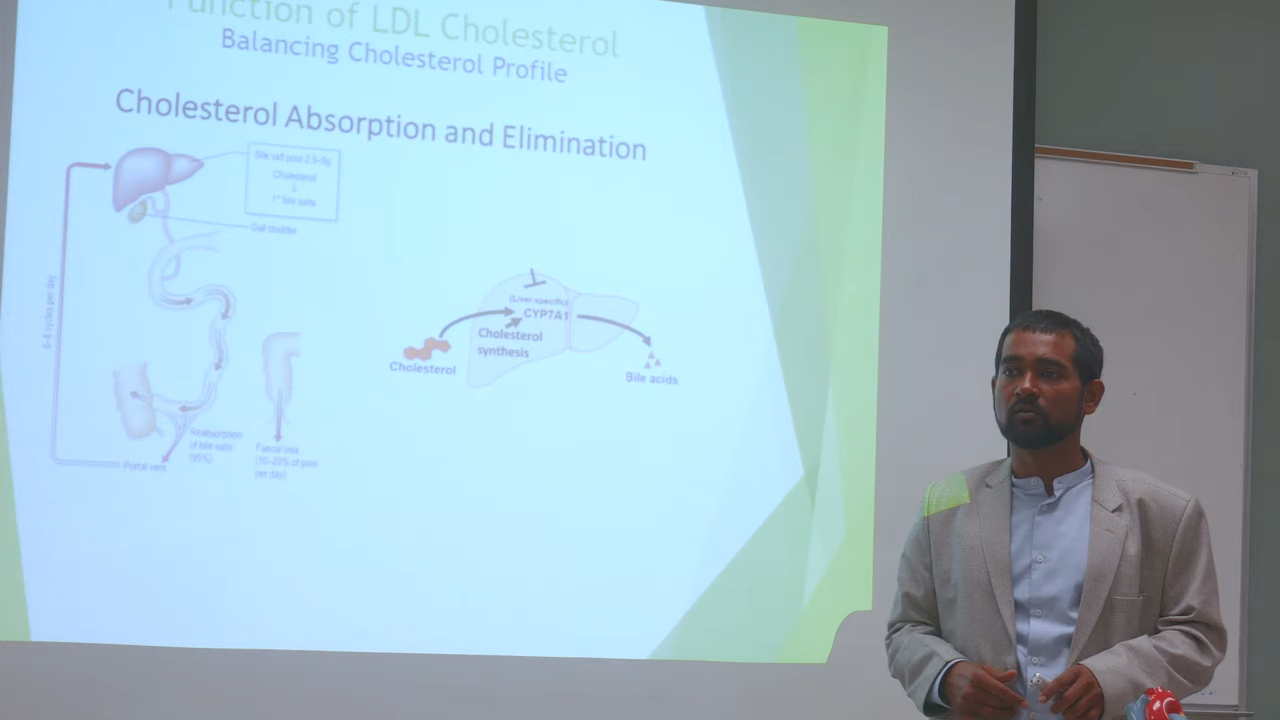 Function of LDL Cholesterol
Balancing Cholesterol Profile
Cholesterol Absorption and Elimination
Bile salt pool 2.5–5g
Cholesterol
↓
1° bile salts
Gall bladder
cycles per day
Reabsorption
of bile salts
(95%)
Portal vein
Faecal loss
(10–20% of pool
per day)
(Liver-specific)
CYP7A1
Cholesterol
synthesis
Cholesterol
Bile acids